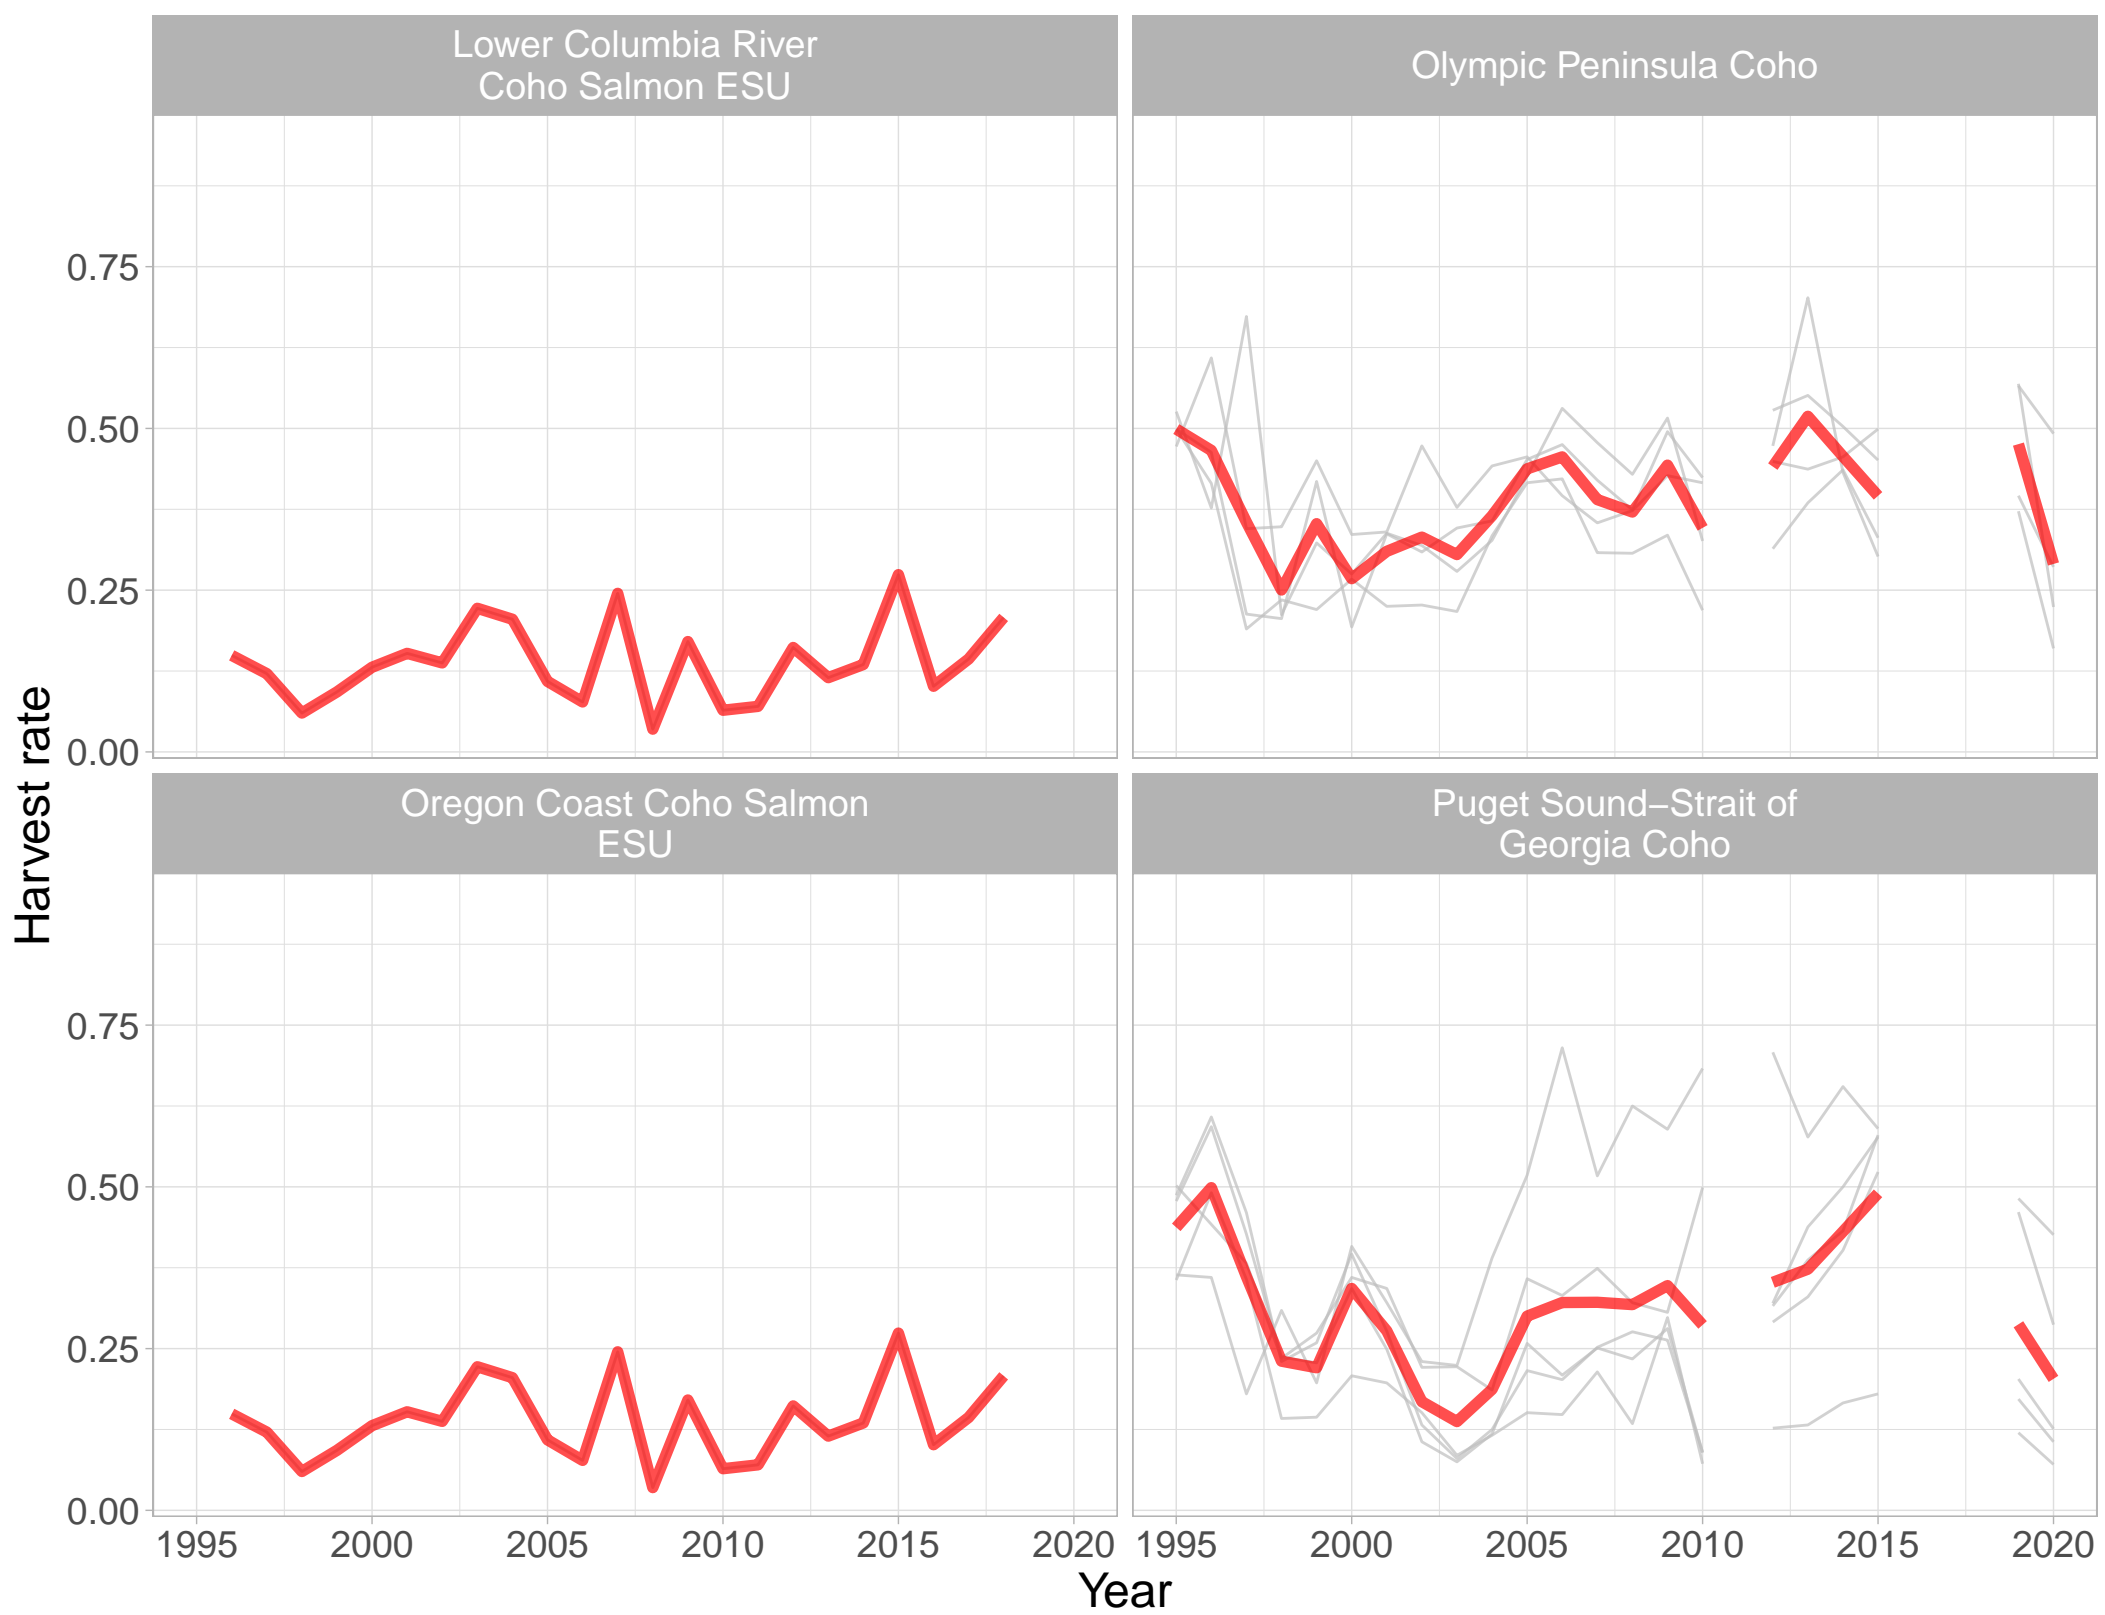 Lower Columbia River
Coho Salmon ESU
Olympic Peninsula Coho
0.75
0.50
0.25
0.00
Oregon Coast Coho Salmon
ESU
Puget Sound–Strait of
Georgia Coho
0.75
0.50
0.25
0.00
1995 2000 2005 2010 2015 2020
1995 2000 2005 2010 2015 2020
Harvest rate
Year